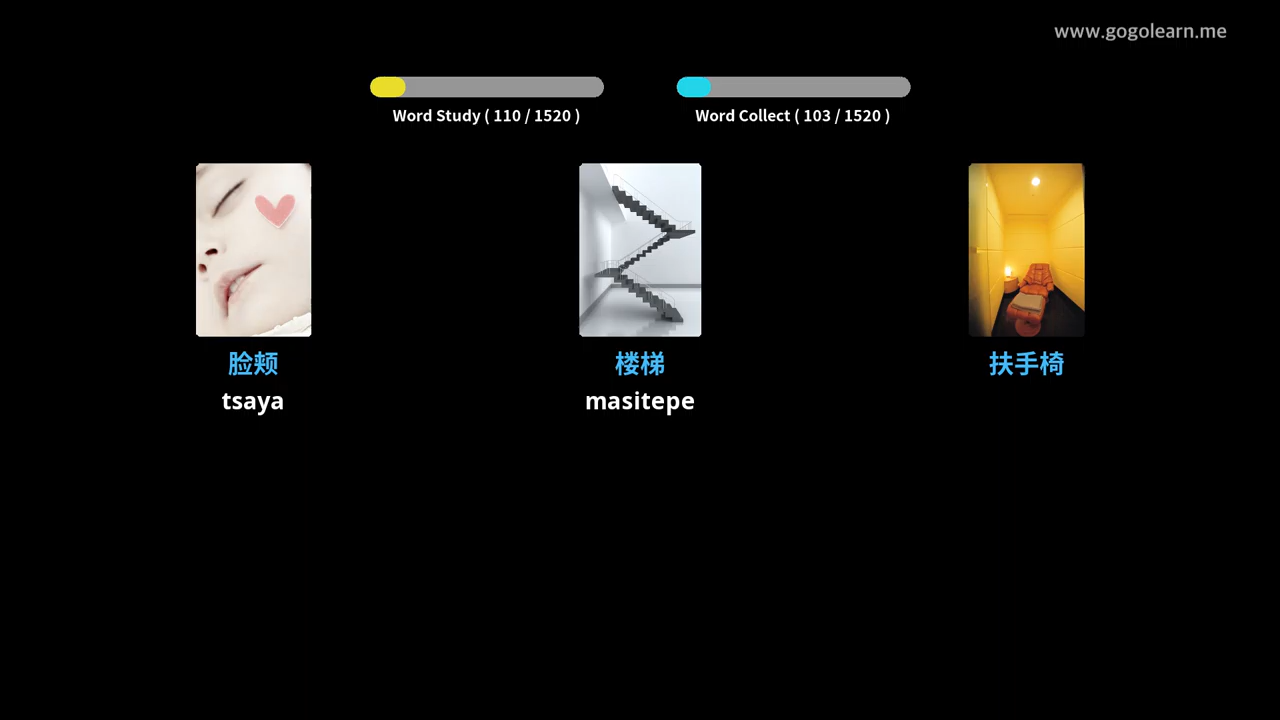 www.gogolearn.me
Word Study ( 110 / 1520 )
Word Collect ( 103 / 1520 )
脸颊
楼梯
扶手椅
tsaya
masitepe